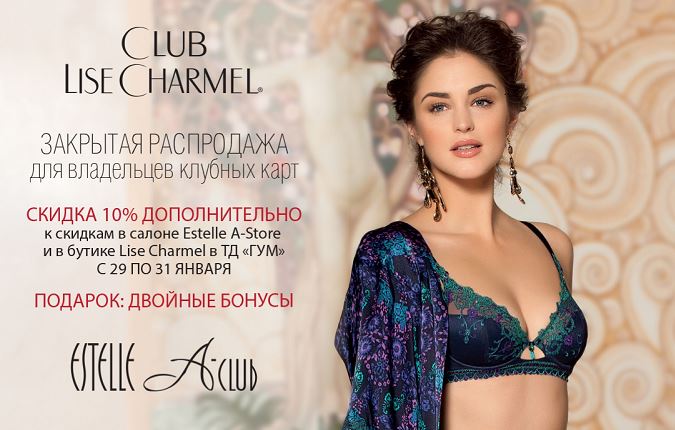 CLUB
LISE CHARMEL®
ЗАКРЫТАЯ РАСПРОДАЖА
для владельцев клубных карт
СКИДКА 10% ДОПОЛНИТЕЛЬНО
к скидкам в салоне Estelle A-Store
и в бутике Lise Charmel в ТД «ГУМ»
С 29 ПО 31 ЯНВАРЯ
ПОДАРОК: ДВОЙНЫЕ БОНУСЫ
ESTELLE A-CLUB